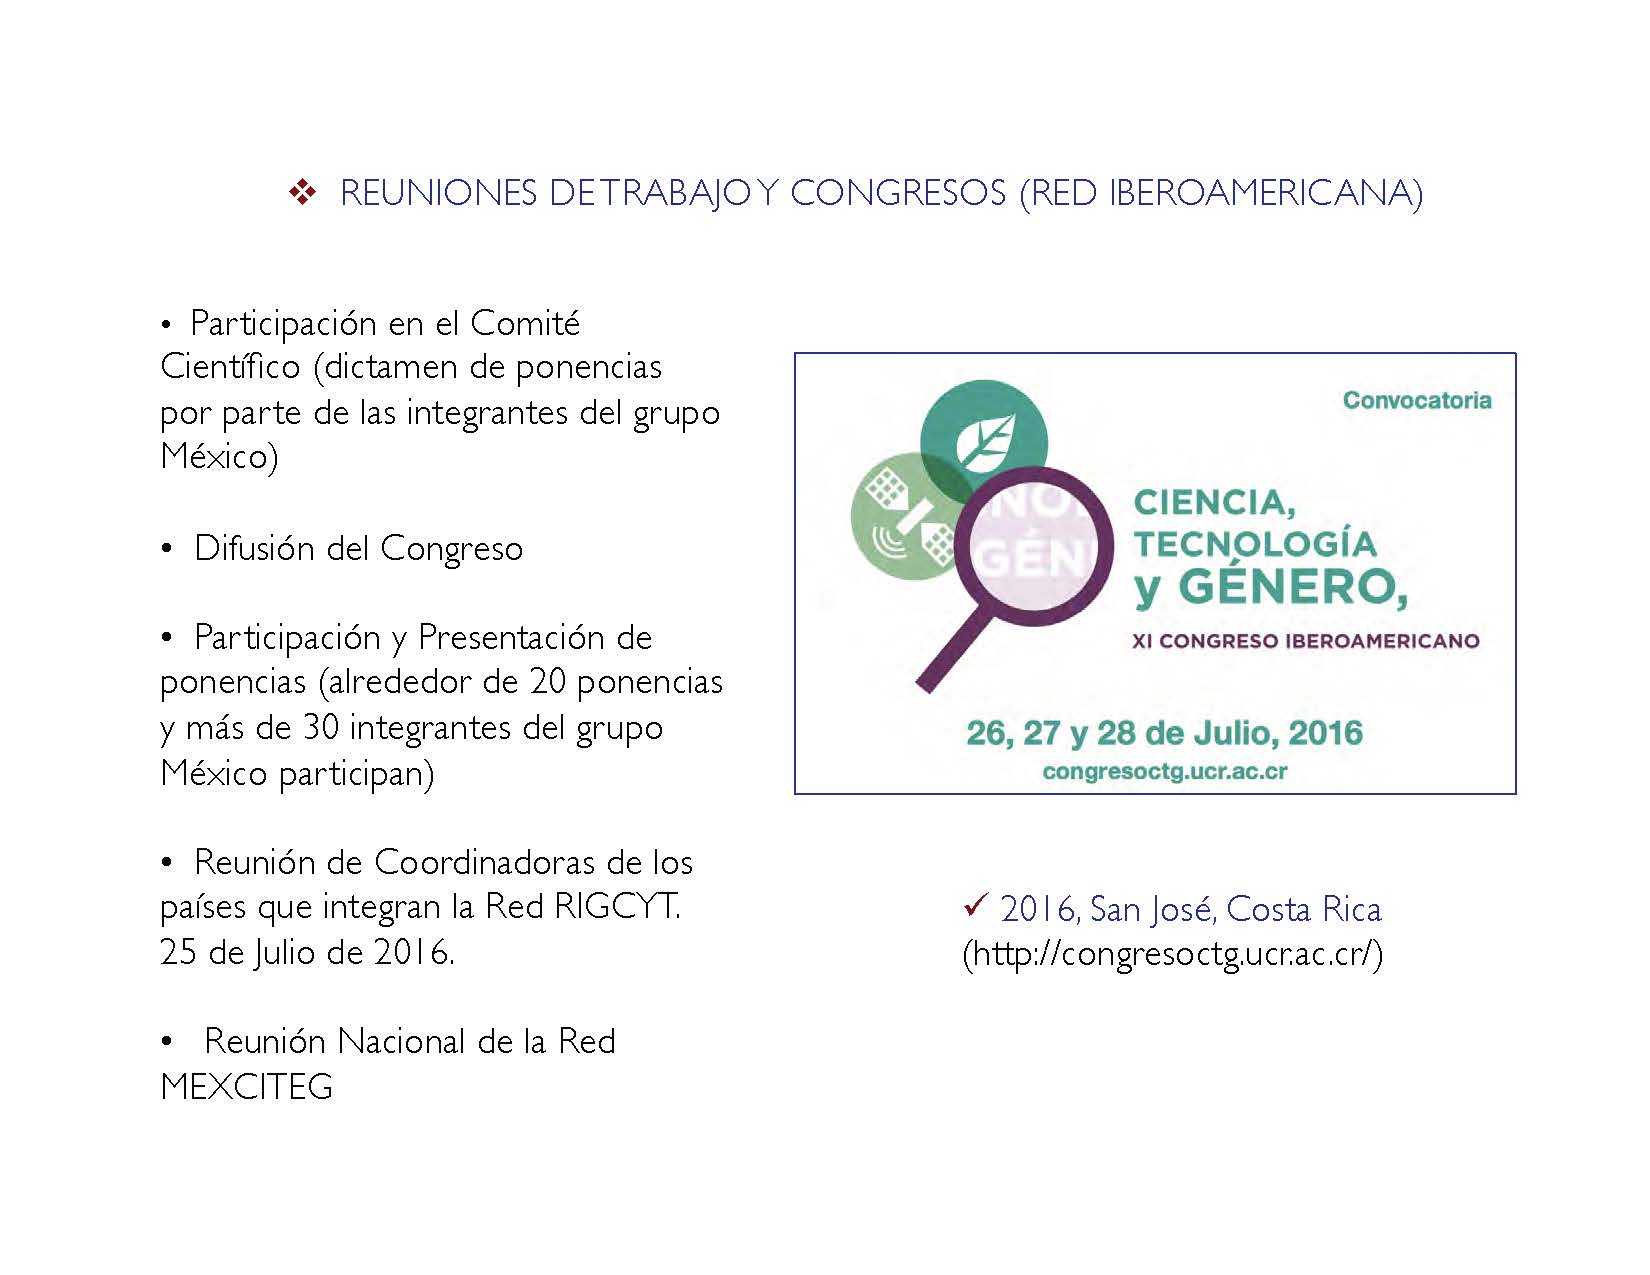 ❖ REUNIONES DE TRABAJO Y CONGRESOS (RED IBEROAMERICANA)
• Participación en el Comité
Científico (dictamen de ponencias
por parte de las integrantes del grupo
México)
• Difusión del Congreso
• Participación y Presentación de
ponencias (alrededor de 20 ponencias
y más de 30 integrantes del grupo
México participan)
• Reunión de Coordinadoras de los
países que integran la Red RIGCYT.
25 de Julio de 2016.
• Reunión Nacional de la Red
MEXCITEG
Convocatoria
NO
GÉN
CIENCIA,
TECNOLOGÍA
y GÉNERO,
XI CONGRESO IBEROAMERICANO
26, 27 y 28 de Julio, 2016
congresoctg.ucr.ac.cr
✓ 2016, San José, Costa Rica
(http://congresoctg.ucr.ac.cr/)